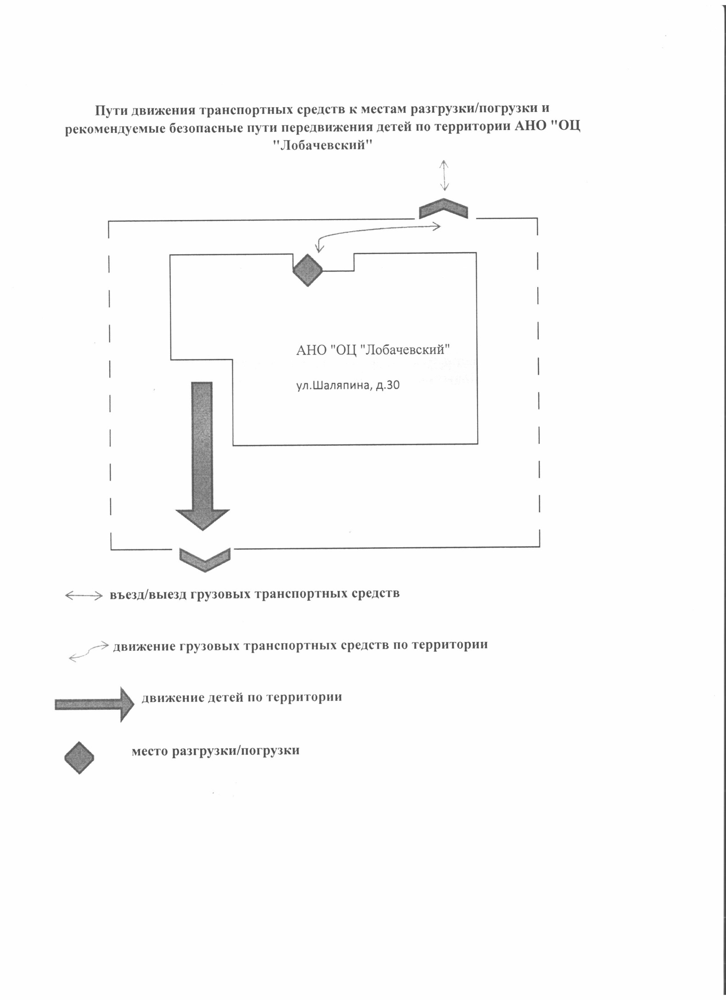 Пути движения транспортных средств к местам разгрузки/погрузки и
рекомендуемые безопасные пути передвижения детей по территории АНО "ОЦ
"Лобачевский"
АНО "ОЦ "Лобачевский"
ул.Шаляпина, д.30
въезд/выезд грузовых транспортных средств
движение грузовых транспортных средств по территории
движение детей по территории
место разгрузки/погрузки